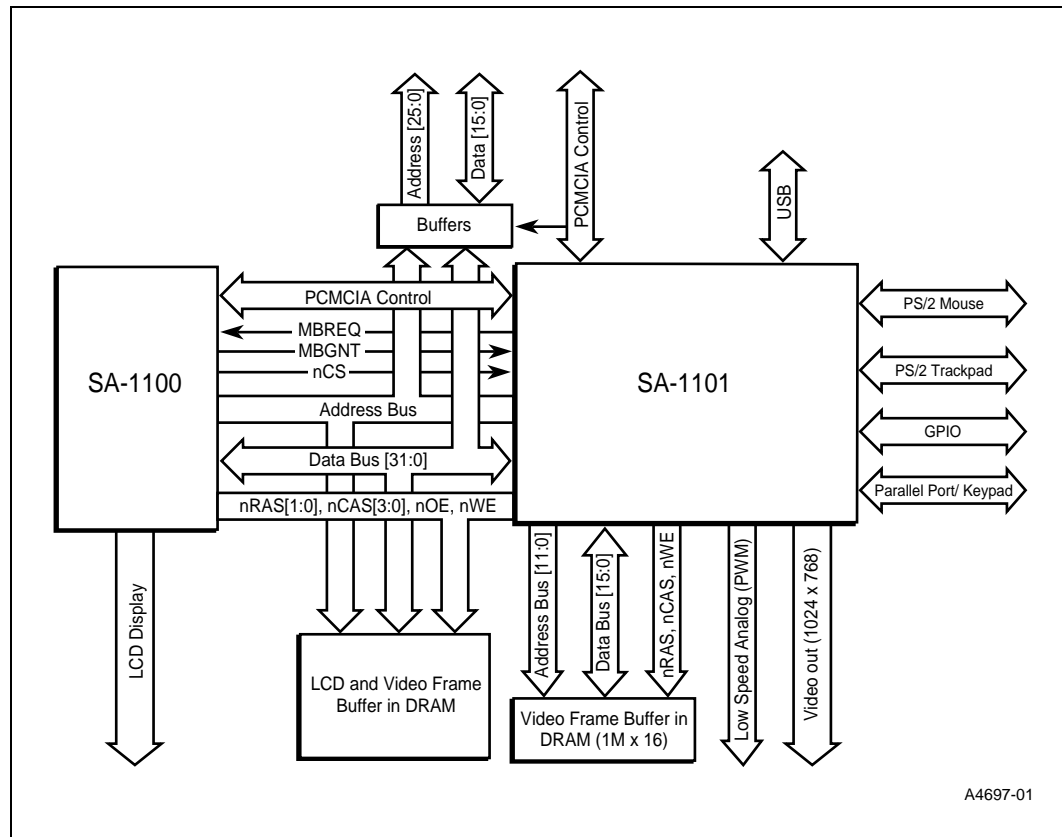 Address [25:0]
Data [15:0]
PCMCIA Control
USB
Buffers
SA-1100
PCMCIA Control
MBREQ
MBGNT
nCS
Address Bus
Data Bus [31:0]
nRAS[1:0], nCAS[3:0], nOE, nWE
SA-1101
PS/2 Mouse
PS/2 Trackpad
GPIO
Parallel Port/ Keypad
LCD Display
LCD and Video Frame
Buffer in DRAM
Address Bus [11:0]
Data Bus [15:0]
nRAS, nCAS, nWE
Low Speed Analog (PWM)
Video out (1024 x 768)
Video Frame Buffer in
DRAM (1M x 16)
A4697-01